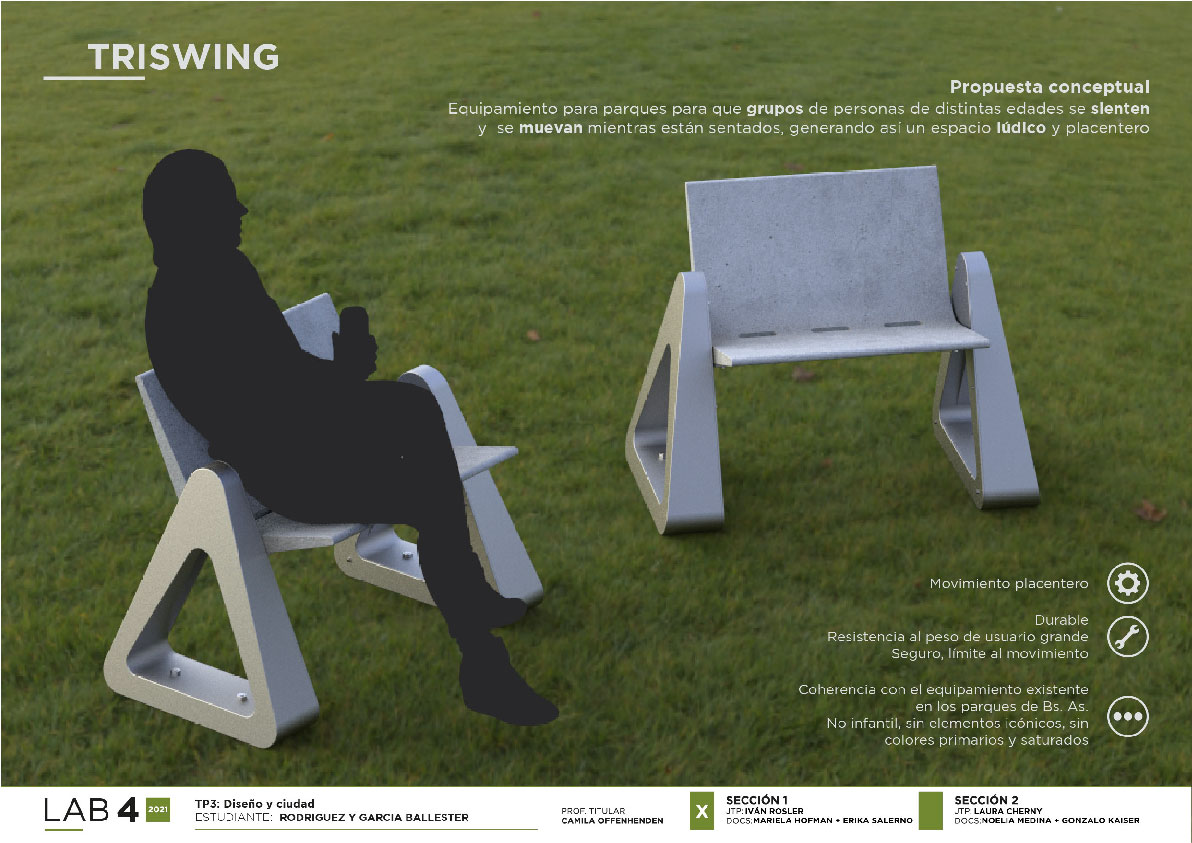 TRISWING
Propuesta conceptual
Equipamiento para parques para que grupos de personas de distintas edades se sienten
y se muevan mientras están sentados, generando así un espacio lúdico y placentero
Movimiento placentero
Durable
Resistencia al peso de usuario grande
Seguro, límite al movimiento
Coherencia con el equipamiento existente
en los parques de Bs. As.
No infantil, sin elementos icónicos, sin
colores primarios y saturados
LAB 4 2021
TP3: Diseño y ciudad
ESTUDIANTE: RODRIGUEZ Y GARCIA BALLESTER
PROF. TITULAR
CAMILA OFFENHENDEN
X
SECCIÓN 1
JTP: IVÁN ROSLER
DOCS: MARIELA HOFMAN + ERIKA SALERNO
SECCIÓN 2
JTP: LAURA CHERNY
DOCS: NOELIA MEDINA + GONZALO KAISER